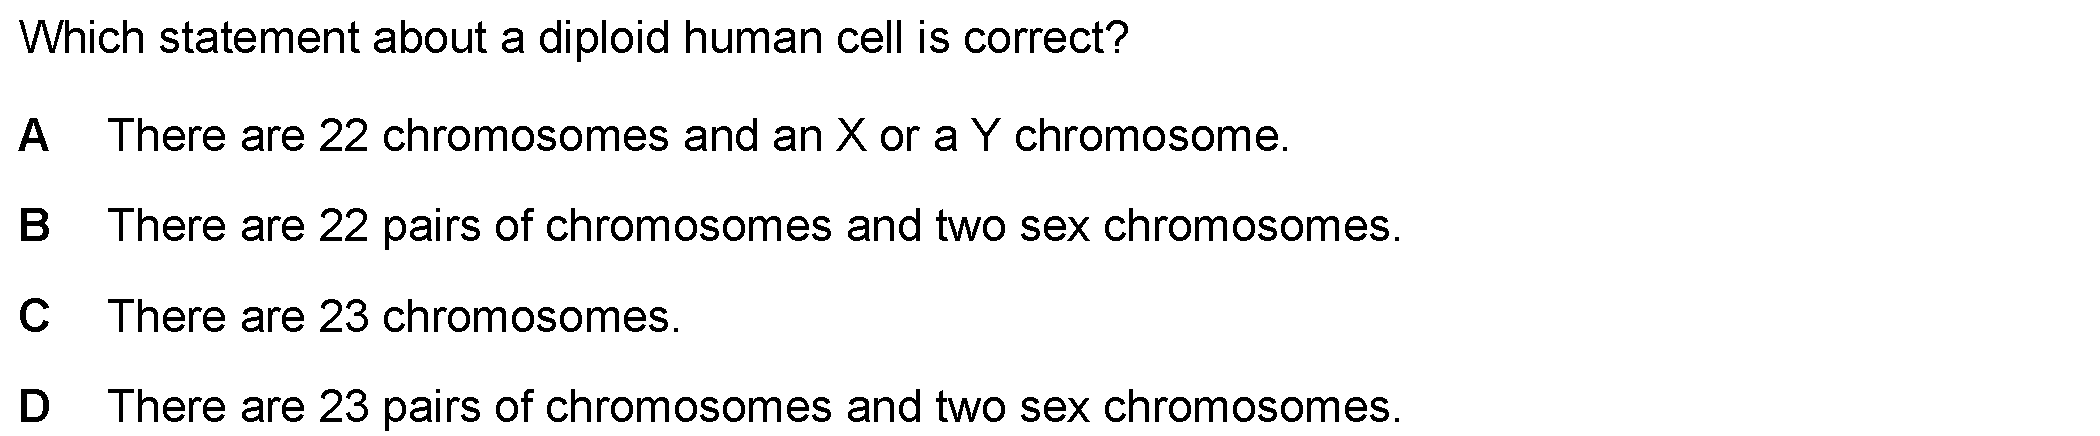 Which statement about a diploid human cell is correct?
A There are 22 chromosomes and an X or a Y chromosome.
B There are 22 pairs of chromosomes and two sex chromosomes.
C There are 23 chromosomes.
D There are 23 pairs of chromosomes and two sex chromosomes.